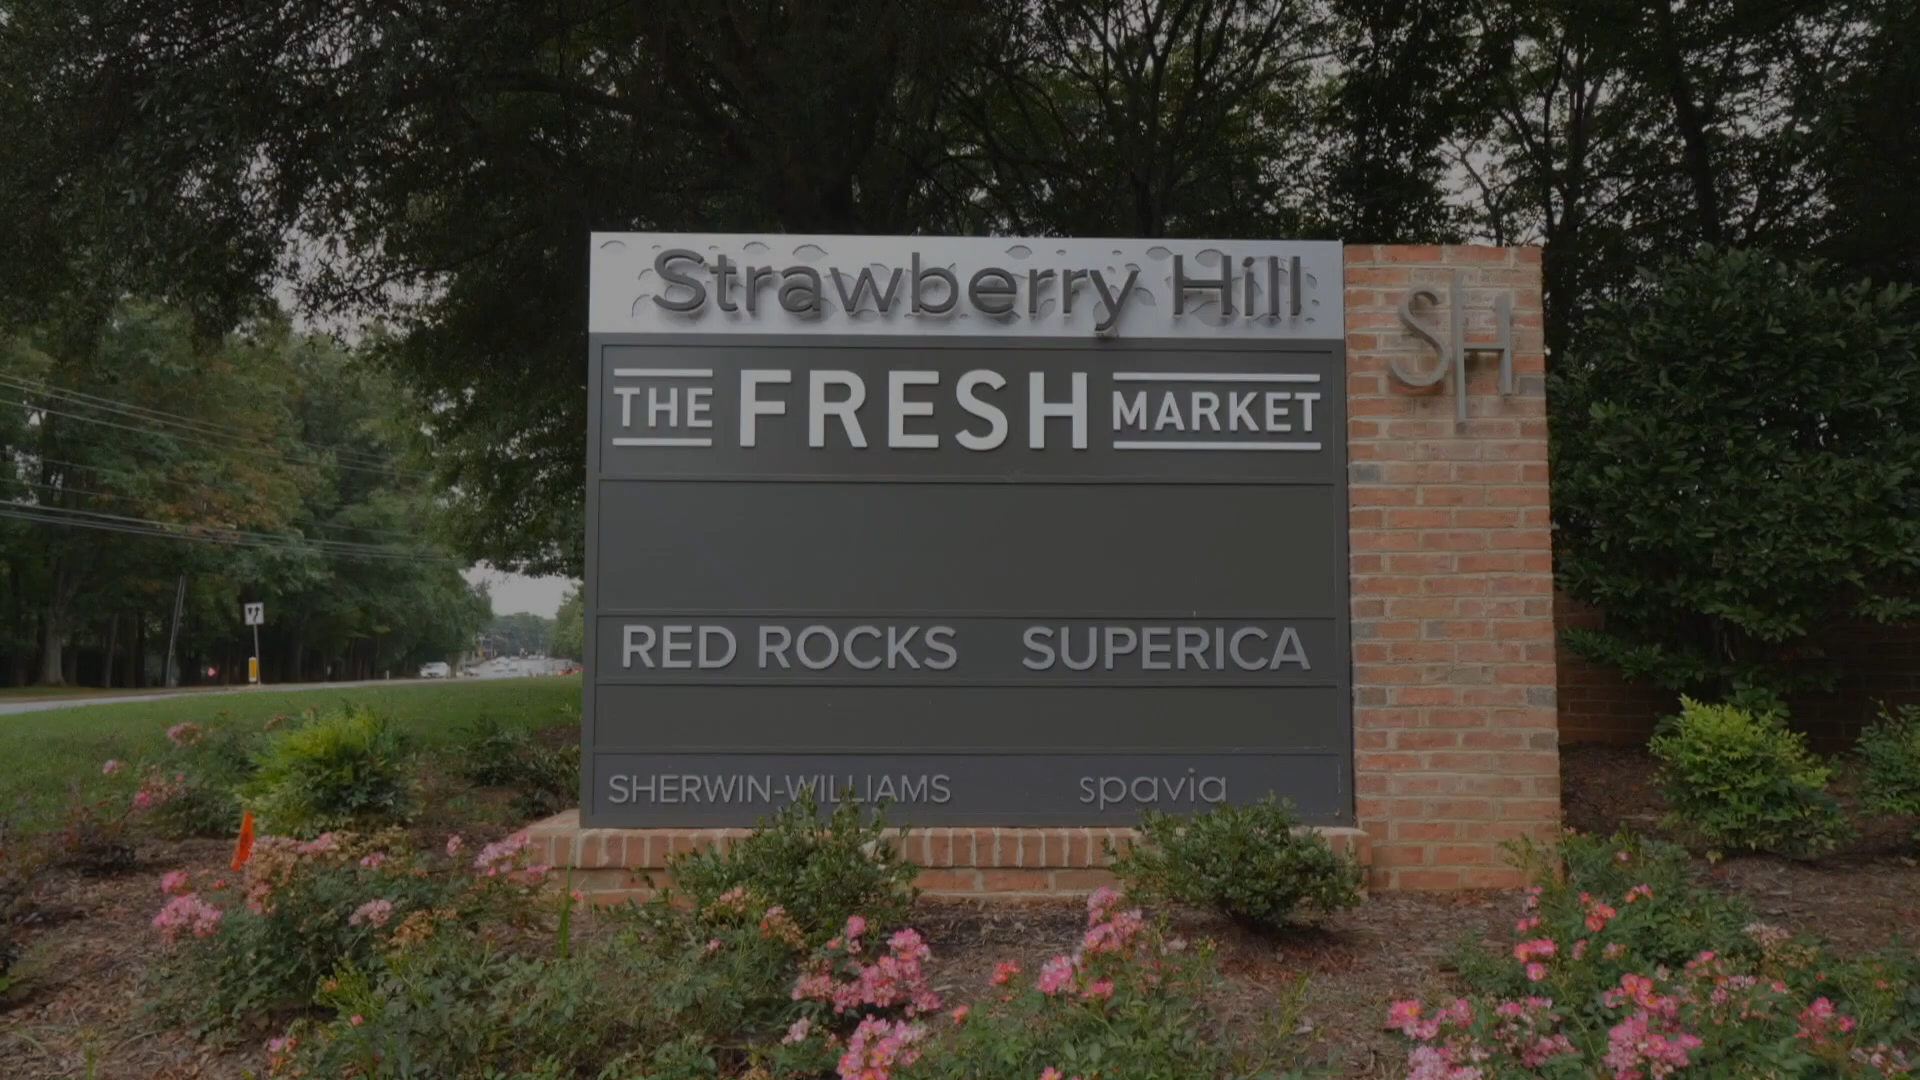 Strawberry Hill
SH
THE FRESH MARKET
RED ROCKS SUPERICA
SHERWIN-WILLIAMS spavia